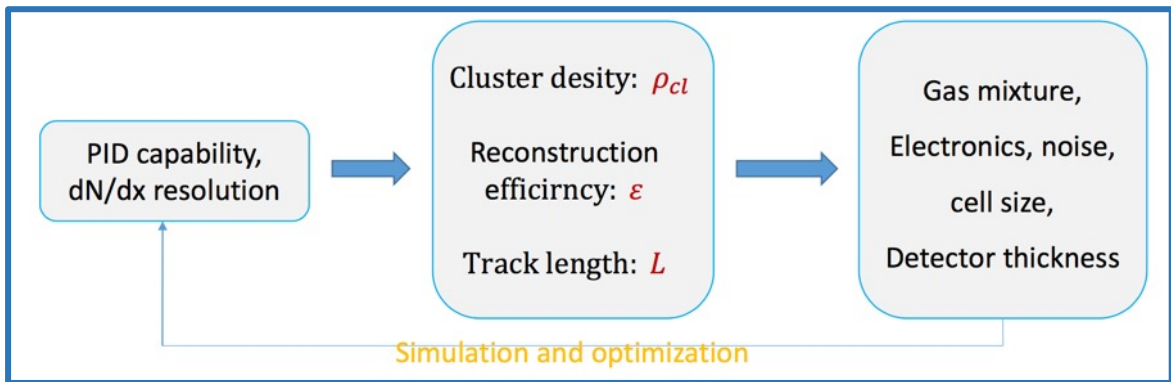 PID capability,
dN/dx resolution
Cluster desity: ρcl
Reconstruction
efficirncy: ε
Track length: L
Gas mixture,
Electronics, noise,
cell size,
Detector thickness
Simulation and optimization